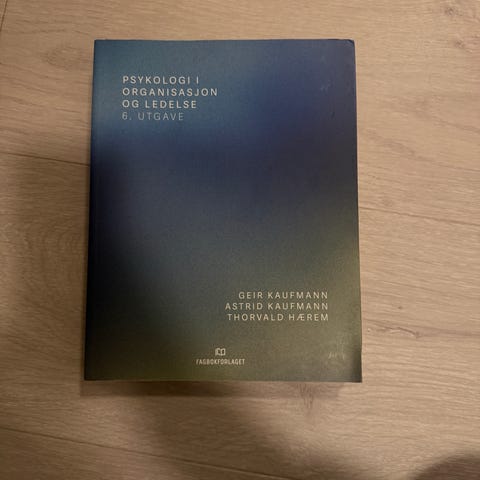 PSYKOLOGI I
ORGANISASJON
OG LEDELSE
6. UTGAVE
GEIR KAUFMANN
ASTRID KAUFMANN
THORVALD HÆREM
FAGBOKFORLAGET